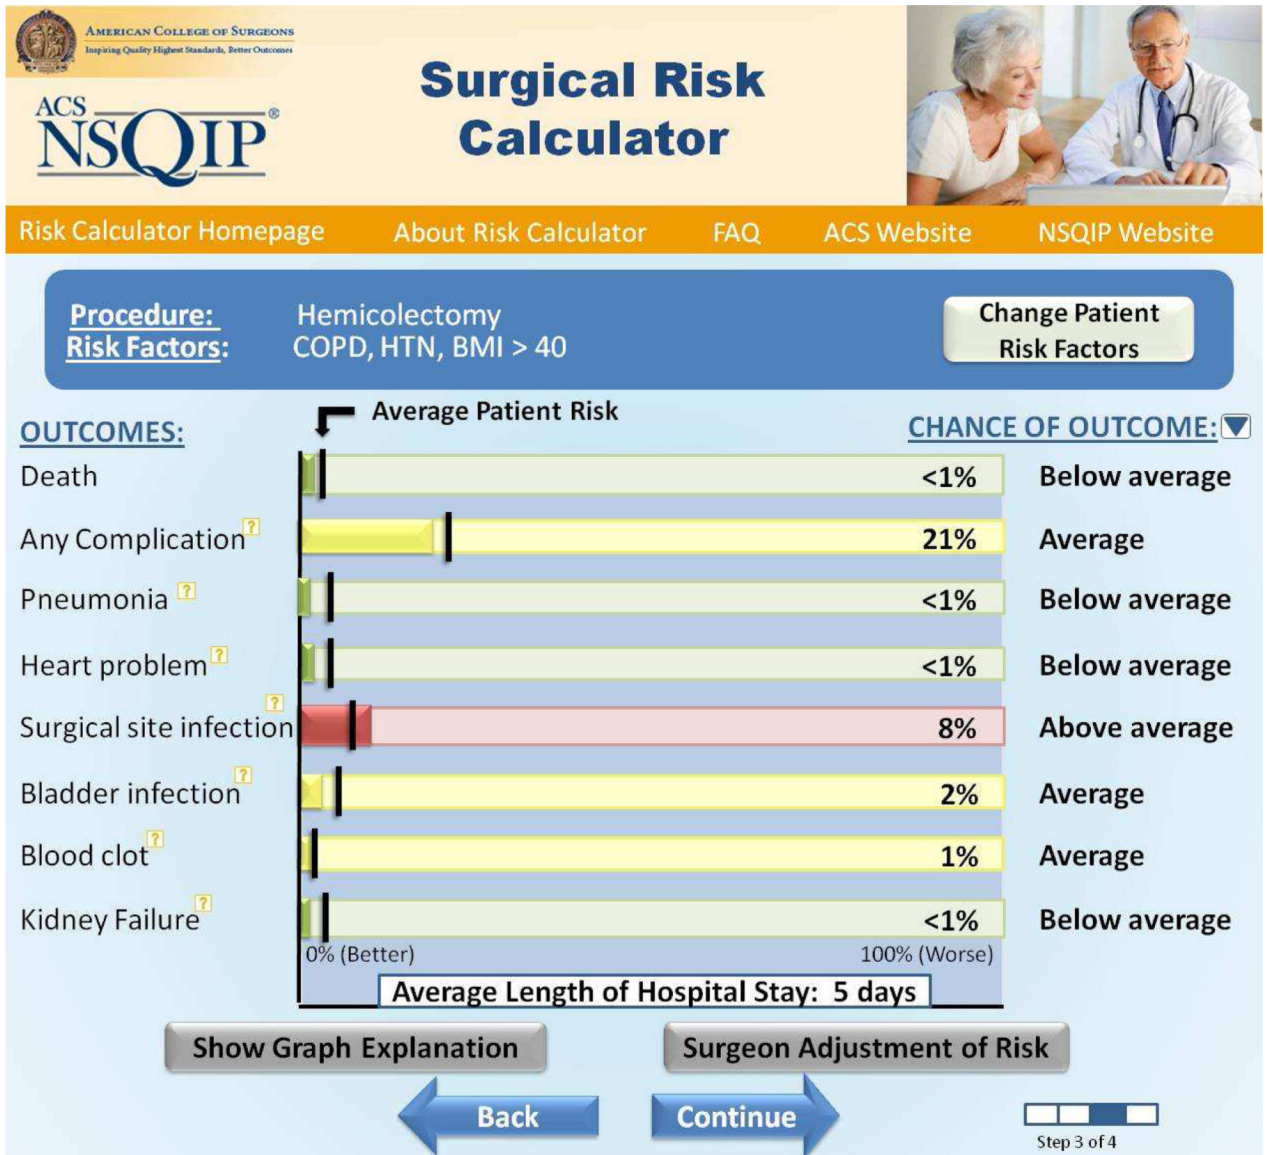 AMERICAN COLLEGE OF SURGEONS
Inspiring Quality Highest Standards, Better Outcomes
ACS
NSQIP®
Surgical Risk
Calculator
Risk Calculator Homepage About Risk Calculator FAQ ACS Website NSQIP Website
Procedure: Hemicolectomy
Risk Factors: COPD, HTN, BMI > 40
Change Patient
Risk Factors
Average Patient Risk
OUTCOMES: CHANCE OF OUTCOME:
Death <1% Below average
Any Complication ? 21% Average
Pneumonia ? <1% Below average
Heart problem ? <1% Below average
Surgical site infection ? 8% Above average
Bladder infection ? 2% Average
Blood clot ? 1% Average
Kidney Failure ? <1% Below average
0% (Better) 100% (Worse)
Average Length of Hospital Stay: 5 days
Show Graph Explanation Surgeon Adjustment of Risk
Back Continue
Step 3 of 4